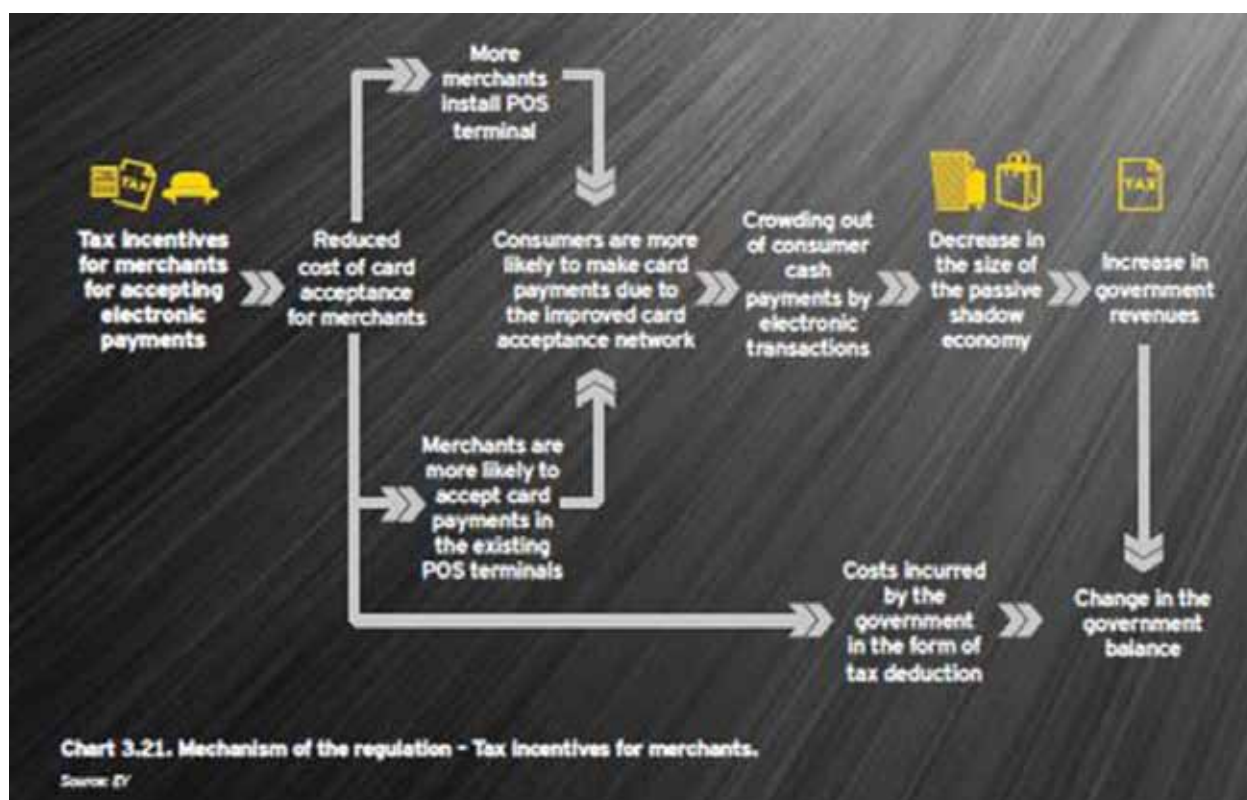 More
merchants
install POS
terminal
TAX
Tax incentives
for merchants
for accepting
electronic
payments
Reduced
cost of card
acceptance
for merchants
Consumers are more
likely to make card
payments due to
the improved card
acceptance network
Crowding out
of consumer
cash
payments by
electronic
transactions
Decrease in
the size of
the passive
shadow
economy
TAX
Increase in
government
revenues
Merchants are
more likely to
accept card
payments in
the existing
POS terminals
Costs incurred
by the
government
in the form of
tax deduction
Change in the
government
balance
Chart 3.21. Mechanism of the regulation - Tax incentives for merchants.
Source: EY